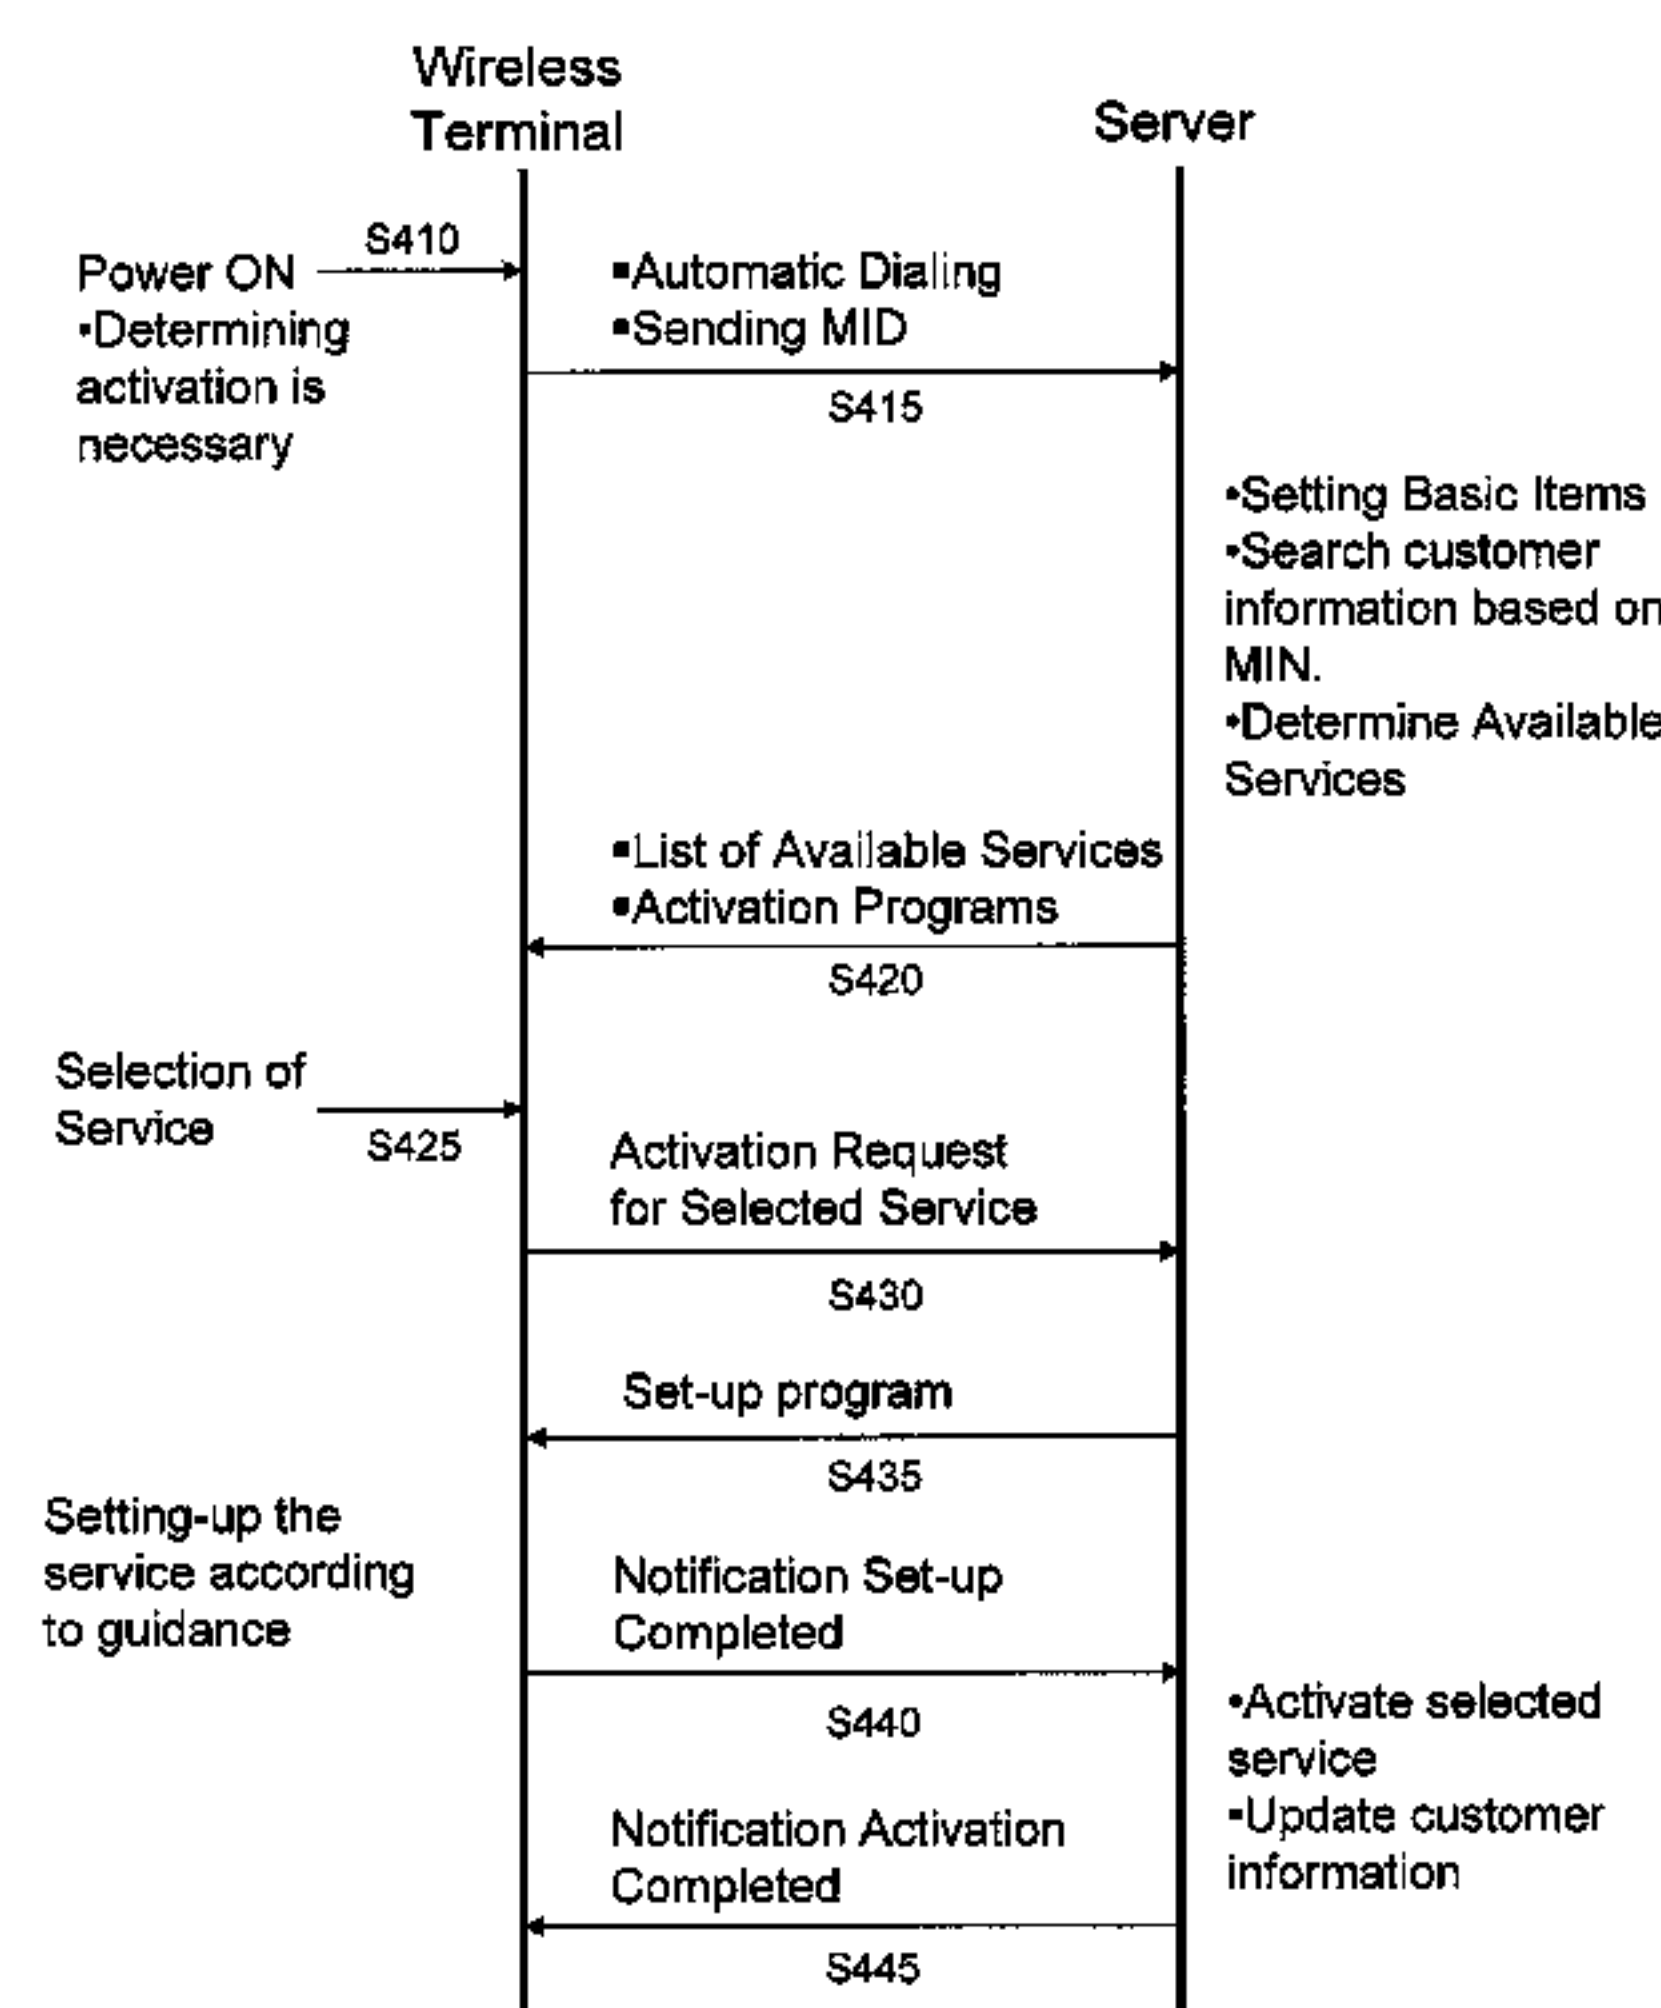 Wireless
Terminal
Server
S410
Power ON
•Determining
activation is
necessary
▪Automatic Dialing
▪Sending MID
S415
•Setting Basic Items
•Search customer
information based on
MIN.
•Determine Available
Services
▪List of Available Services
▪Activation Programs
S420
Selection of
Service
S425
Activation Request
for Selected Service
S430
Set-up program
S435
Setting-up the
service according
to guidance
Notification Set-up
Completed
S440
•Activate selected
service
▪Update customer
information
Notification Activation
Completed
S445